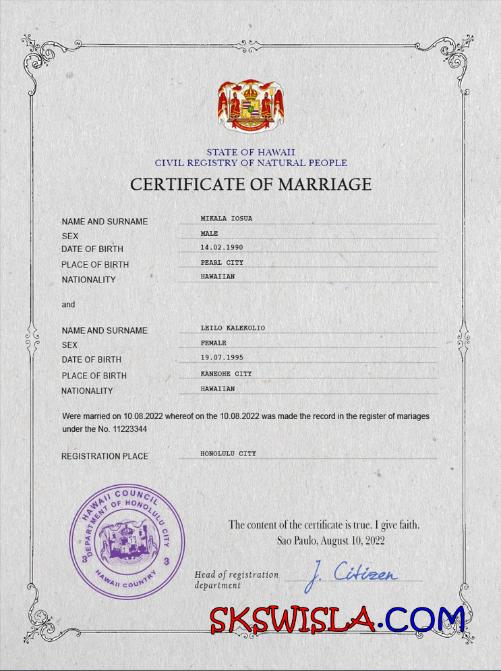 STATE OF HAWAII
CIVIL REGISTRY OF NATURAL PEOPLE
CERTIFICATE OF MARRIAGE
NAME AND SURNAME MIKALA IOSUA
SEX MALE
DATE OF BIRTH 14.02.1990
PLACE OF BIRTH PEARL CITY
NATIONALITY HAWAIIAN
and
NAME AND SURNAME LEILO KALEKOLIO
SEX FEMALE
DATE OF BIRTH 19.07.1995
PLACE OF BIRTH KANEOHE CITY
NATIONALITY HAWAIIAN
Were married on 10.08.2022 whereof on the 10.08.2022 was made the record in the register of mariages
under the No. 11223344
REGISTRATION PLACE HONOLULU CITY
HAWAII COUNCIL
DEPARTMENT OF HONOLULU CITY
HAWAII COUNTRY
The content of the certificate is true. I give faith.
Sao Paulo, August 10, 2022
Head of registration
department
J. Citizen
SKSWISLA.COM